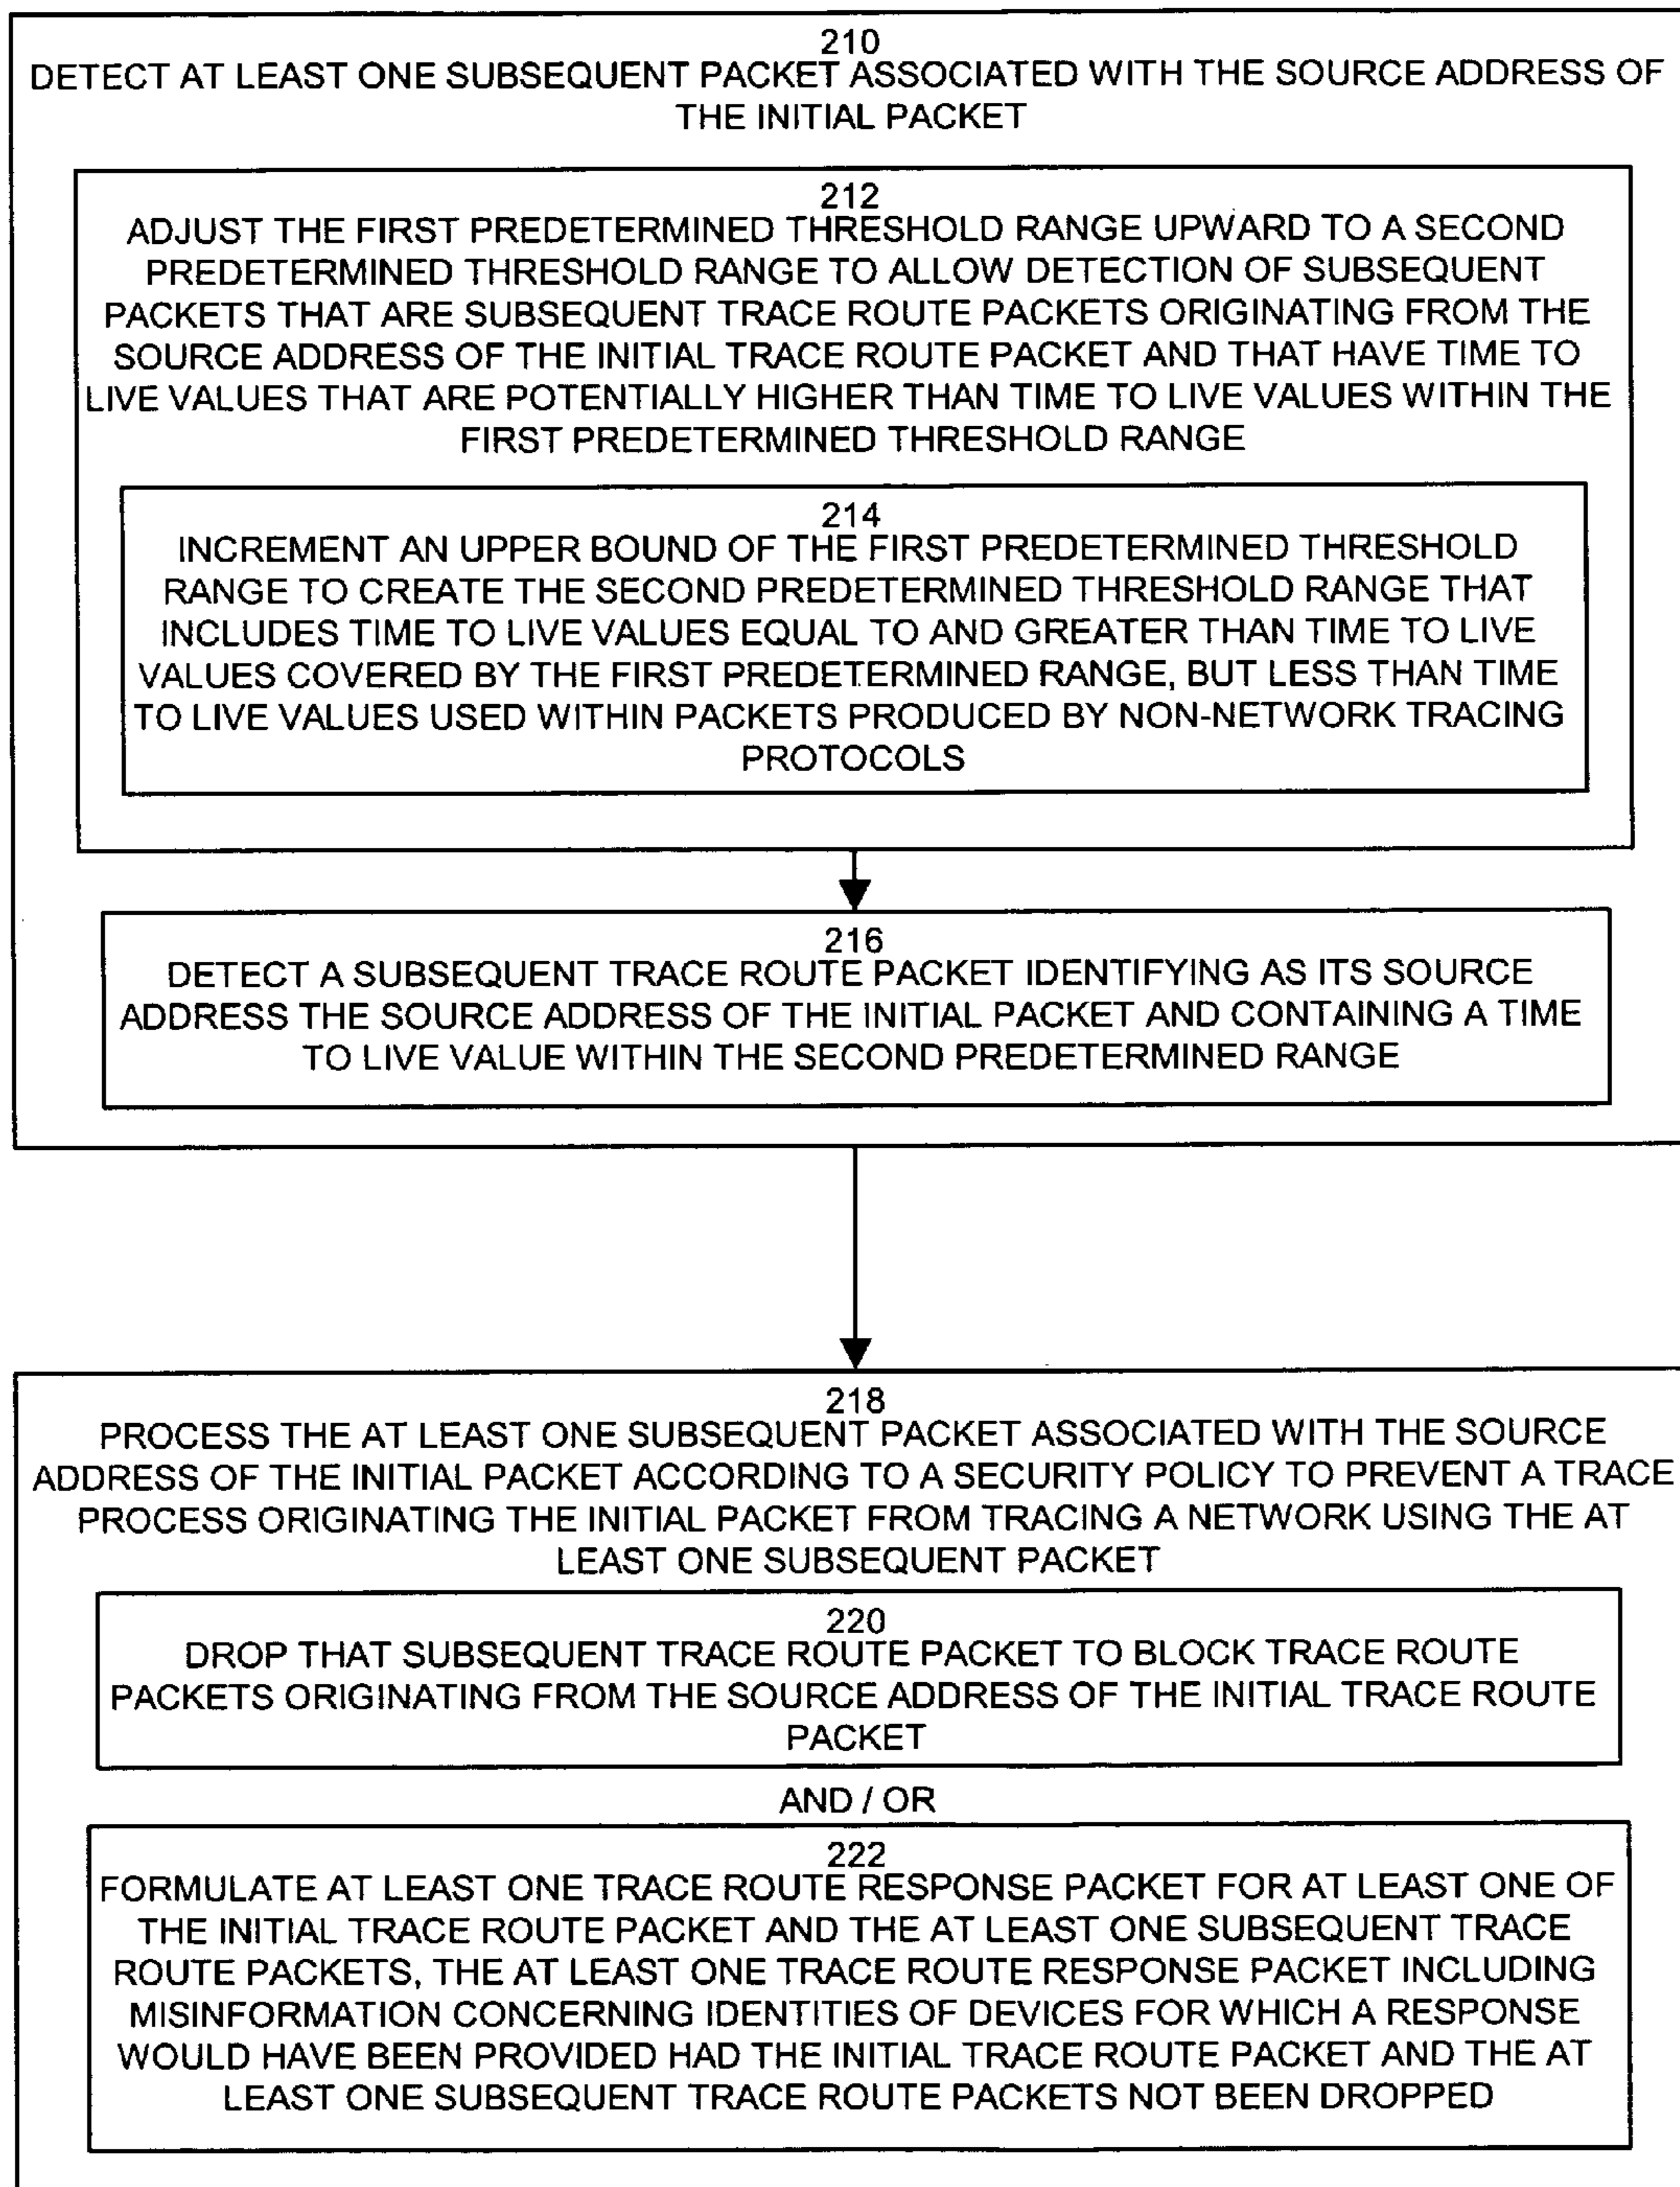 210
DETECT AT LEAST ONE SUBSEQUENT PACKET ASSOCIATED WITH THE SOURCE ADDRESS OF
THE INITIAL PACKET
212
ADJUST THE FIRST PREDETERMINED THRESHOLD RANGE UPWARD TO A SECOND
PREDETERMINED THRESHOLD RANGE TO ALLOW DETECTION OF SUBSEQUENT
PACKETS THAT ARE SUBSEQUENT TRACE ROUTE PACKETS ORIGINATING FROM THE
SOURCE ADDRESS OF THE INITIAL TRACE ROUTE PACKET AND THAT HAVE TIME TO
LIVE VALUES THAT ARE POTENTIALLY HIGHER THAN TIME TO LIVE VALUES WITHIN THE
FIRST PREDETERMINED THRESHOLD RANGE
214
INCREMENT AN UPPER BOUND OF THE FIRST PREDETERMINED THRESHOLD
RANGE TO CREATE THE SECOND PREDETERMINED THRESHOLD RANGE THAT
INCLUDES TIME TO LIVE VALUES EQUAL TO AND GREATER THAN TIME TO LIVE
VALUES COVERED BY THE FIRST PREDETERMINED RANGE, BUT LESS THAN TIME
TO LIVE VALUES USED WITHIN PACKETS PRODUCED BY NON-NETWORK TRACING
PROTOCOLS
216
DETECT A SUBSEQUENT TRACE ROUTE PACKET IDENTIFYING AS ITS SOURCE
ADDRESS THE SOURCE ADDRESS OF THE INITIAL PACKET AND CONTAINING A TIME
TO LIVE VALUE WITHIN THE SECOND PREDETERMINED RANGE
218
PROCESS THE AT LEAST ONE SUBSEQUENT PACKET ASSOCIATED WITH THE SOURCE
ADDRESS OF THE INITIAL PACKET ACCORDING TO A SECURITY POLICY TO PREVENT A TRACE
PROCESS ORIGINATING THE INITIAL PACKET FROM TRACING A NETWORK USING THE AT
LEAST ONE SUBSEQUENT PACKET
220
DROP THAT SUBSEQUENT TRACE ROUTE PACKET TO BLOCK TRACE ROUTE
PACKETS ORIGINATING FROM THE SOURCE ADDRESS OF THE INITIAL TRACE ROUTE
PACKET
AND / OR
222
FORMULATE AT LEAST ONE TRACE ROUTE RESPONSE PACKET FOR AT LEAST ONE OF
THE INITIAL TRACE ROUTE PACKET AND THE AT LEAST ONE SUBSEQUENT TRACE
ROUTE PACKETS, THE AT LEAST ONE TRACE ROUTE RESPONSE PACKET INCLUDING
MISINFORMATION CONCERNING IDENTITIES OF DEVICES FOR WHICH A RESPONSE
WOULD HAVE BEEN PROVIDED HAD THE INITIAL TRACE ROUTE PACKET AND THE AT
LEAST ONE SUBSEQUENT TRACE ROUTE PACKETS NOT BEEN DROPPED